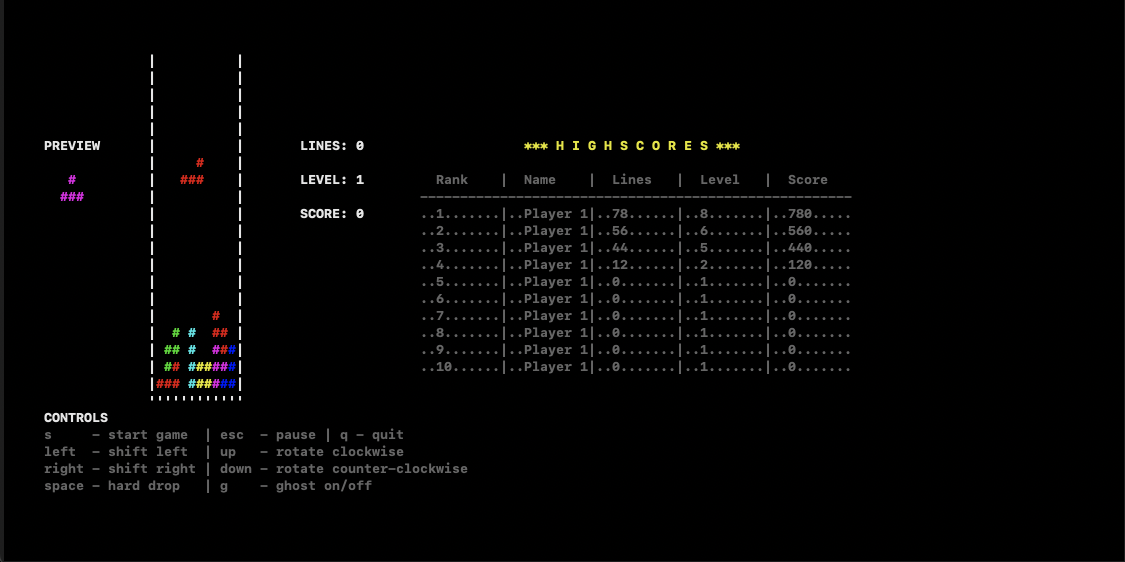 PREVIEW
LINES: 0
*** H I G H S C O R E S ***
LEVEL: 1
Rank | Name | Lines | Level | Score
SCORE: 0
..1.......|..Player 1|..78......|..8.......|..780.....
..2.......|..Player 1|..56......|..6.......|..560.....
..3.......|..Player 1|..44......|..5.......|..440.....
..4.......|..Player 1|..12......|..2.......|..120.....
..5.......|..Player 1|..0.......|..1.......|..0.......
..6.......|..Player 1|..0.......|..1.......|..0.......
..7.......|..Player 1|..0.......|..1.......|..0.......
..8.......|..Player 1|..0.......|..1.......|..0.......
..9.......|..Player 1|..0.......|..1.......|..0.......
..10......|..Player 1|..0.......|..1.......|..0.......
CONTROLS
s - start game | esc - pause | q - quit
left - shift left | up - rotate clockwise
right - shift right | down - rotate counter-clockwise
space - hard drop | g - ghost on/off